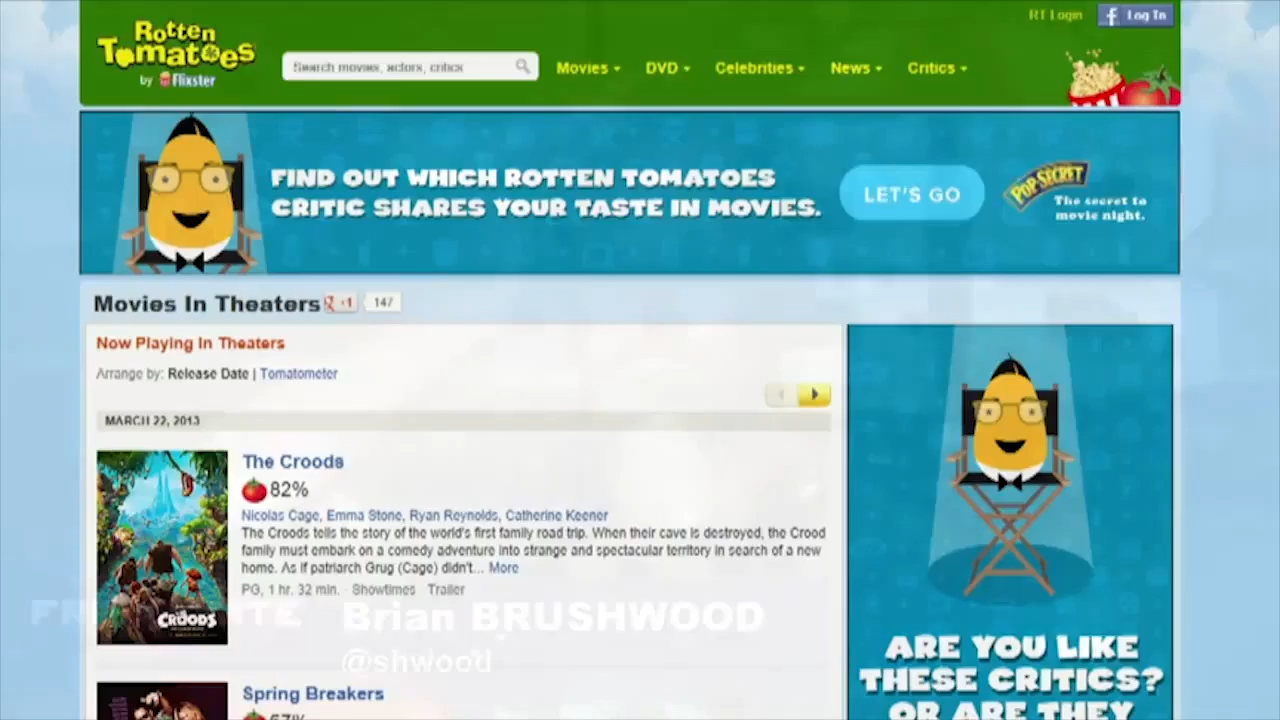 RT Login
Log In
Rotten
Tomatoes
by Flixster
Search movies, actors, critics
Movies
DVD
Celebrities
News
Critics
FIND OUT WHICH ROTTEN TOMATOES
CRITIC SHARES YOUR TASTE IN MOVIES.
LET'S GO
POP SECRET
The secret to
movie night.
Movies In Theaters
+1
147
Now Playing In Theaters
Arrange by: Release Date | Tomatometer
MARCH 22, 2013
The Croods
82%
Nicolas Cage, Emma Stone, Ryan Reynolds, Catherine Keener
The Croods tells the story of the world's first family road trip. When their cave is destroyed, the Crood
family must embark on a comedy adventure into strange and spectacular territory in search of a new
home. As if patriarch Grug (Cage) didn't... More
PG, 1 hr. 32 min. · Showtimes Trailer
THE CROODS
Brian BRUSHWOOD
@shwood
Spring Breakers
67%
ARE YOU LIKE
THESE CRITICS?
OR ARE THEY